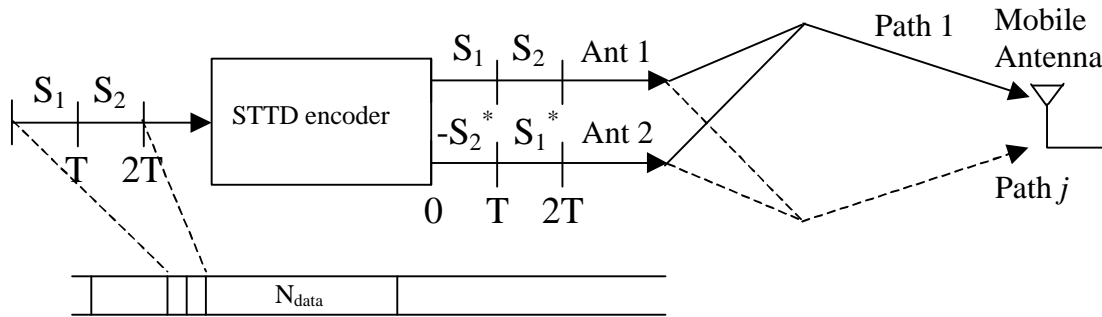 S₁ S₂
T 2T
STTD encoder
S₁ S₂ Ant 1
-S₂* S₁* Ant 2
0 T 2T
Path 1
Mobile
Antenna
Path j
N_data